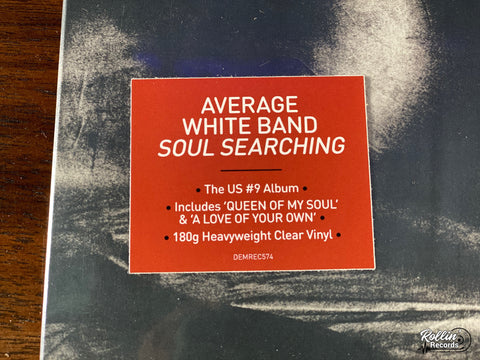 AVERAGE
WHITE BAND
SOUL SEARCHING
• The US #9 Album •
• Includes ‘QUEEN OF MY SOUL’
& ‘A LOVE OF YOUR OWN’ •
• 180g Heavyweight Clear Vinyl •
DEMREC574
Rollin'
Records